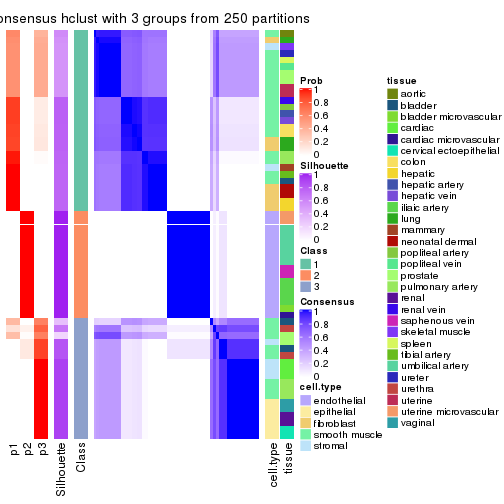 onsensus hclust with 3 groups from 250 partitions
p1
p2
p3
Silhouette
Class
cell.type
tissue
Prob
1
0.8
0.6
0.4
0.2
0
Silhouette
1
0.8
0.6
0.4
0.2
0
Class
1
2
3
Consensus
1
0.8
0.6
0.4
0.2
0
cell.type
endothelial
epithelial
fibroblast
smooth muscle
stromal
tissue
aortic
bladder
bladder microvascular
cardiac
cardiac microvascular
cervical ectoepithelial
colon
hepatic
hepatic artery
hepatic vein
iliaic artery
lung
mammary
neonatal dermal
popliteal artery
popliteal vein
prostate
pulmonary artery
renal
renal vein
saphenous vein
skeletal muscle
spleen
tibial artery
umbilical artery
ureter
urethra
uterine
uterine microvascular
vaginal